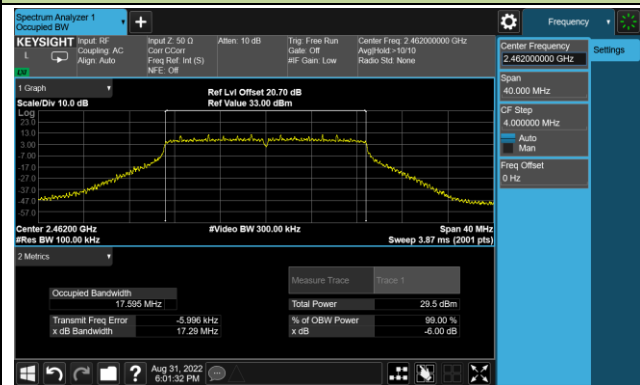 Spectrum Analyzer 1
Occupied BW
Frequency
KEYSIGHT
L
Input: RF
Coupling: AC
Align: Auto
Input Z: 50 Ω
Corr CCorr
Freq Ref: Int (S)
NFE: Off
Atten: 10 dB
Trig: Free Run
Gate: Off
#IF Gain: Low
Center Freq: 2.462000000 GHz
Avg|Hold:>10/10
Radio Std: None
Center Frequency
2.462000000 GHz
Settings
Span
40.000 MHz
CF Step
4.000000 MHz
Auto
Man
Freq Offset
0 Hz
1 Graph
Scale/Div 10.0 dB
Ref Lvl Offset 20.70 dB
Ref Value 33.00 dBm
Log
23.0
13.0
3.00
-7.00
-17.0
-27.0
-37.0
-47.0
-57.0
Center 2.46200 GHz
#Res BW 100.00 kHz
#Video BW 300.00 kHz
Span 40 MHz
Sweep 3.87 ms (2001 pts)
2 Metrics
Measure Trace
Trace 1
Occupied Bandwidth
17.595 MHz
Total Power
29.5 dBm
Transmit Freq Error
-5.996 kHz
% of OBW Power
99.00 %
x dB Bandwidth
17.29 MHz
x dB
-6.00 dB
Aug 31, 2022
6:01:32 PM